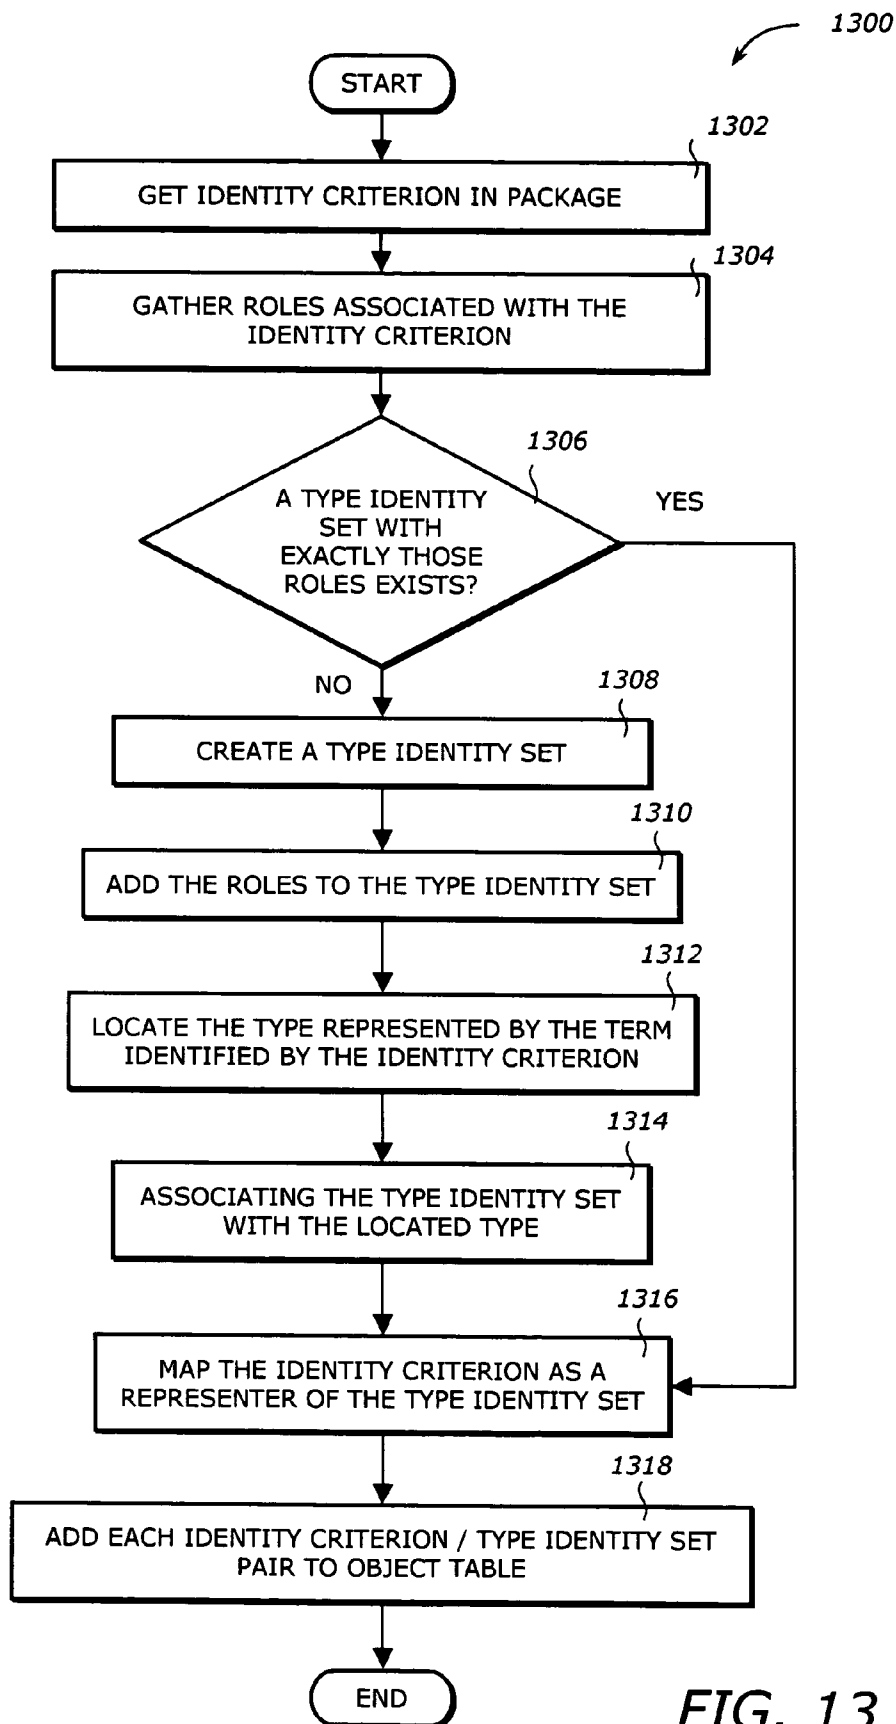 1300
START
1302
GET IDENTITY CRITERION IN PACKAGE
1304
GATHER ROLES ASSOCIATED WITH THE
IDENTITY CRITERION
1306
A TYPE IDENTITY
SET WITH
EXACTLY THOSE
ROLES EXISTS?
YES
NO
1308
CREATE A TYPE IDENTITY SET
1310
ADD THE ROLES TO THE TYPE IDENTITY SET
1312
LOCATE THE TYPE REPRESENTED BY THE TERM
IDENTIFIED BY THE IDENTITY CRITERION
1314
ASSOCIATING THE TYPE IDENTITY SET
WITH THE LOCATED TYPE
1316
MAP THE IDENTITY CRITERION AS A
REPRESENTER OF THE TYPE IDENTITY SET
1318
ADD EACH IDENTITY CRITERION / TYPE IDENTITY SET
PAIR TO OBJECT TABLE
END
FIG. 13